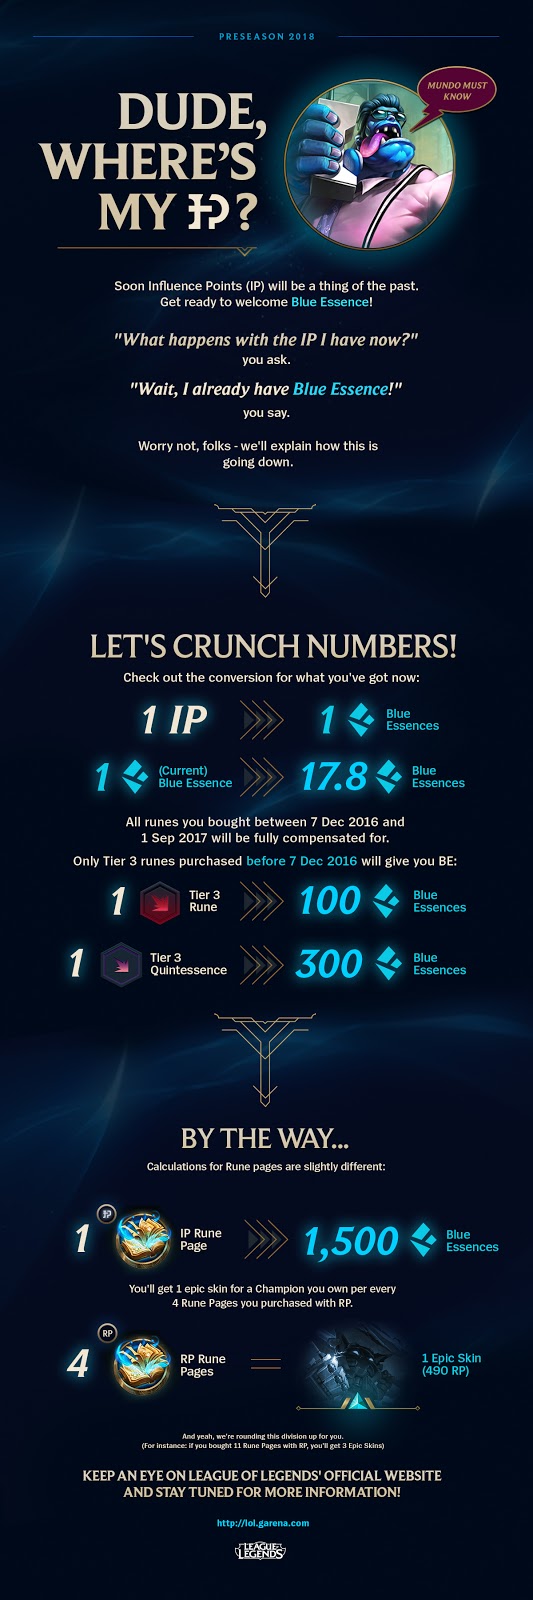 PRESEASON 2018
MUNDO MUST
KNOW
DUDE,
WHERE'S
MY IP?
Soon Influence Points (IP) will be a thing of the past.
Get ready to welcome Blue Essence!
"What happens with the IP I have now?"
you ask.
"Wait, I already have Blue Essence!"
you say.
Worry not, folks - we'll explain how this is
going down.
LET'S CRUNCH NUMBERS!
Check out the conversion for what you've got now:
1 IP 1 Blue
Essences
1 (Current)
Blue Essence 17.8 Blue
Essences
All runes you bought between 7 Dec 2016 and
1 Sep 2017 will be fully compensated for.
Only Tier 3 runes purchased before 7 Dec 2016 will give you BE:
1 Tier 3
Rune 100 Blue
Essences
1 Tier 3
Quintessence 300 Blue
Essences
BY THE WAY...
Calculations for Rune pages are slightly different:
IP
1 IP Rune
Page 1,500 Blue
Essences
You'll get 1 epic skin for a Champion you own per every
4 Rune Pages you purchased with RP.
RP
4 RP Rune
Pages = 1 Epic Skin
(490 RP)
And yeah, we're rounding this division up for you.
(For instance: if you bought 11 Rune Pages with RP, you'll get 3 Epic Skins)
KEEP AN EYE ON LEAGUE OF LEGENDS' OFFICIAL WEBSITE
AND STAY TUNED FOR MORE INFORMATION!
http://lol.garena.com
LEAGUE OF
LEGENDS